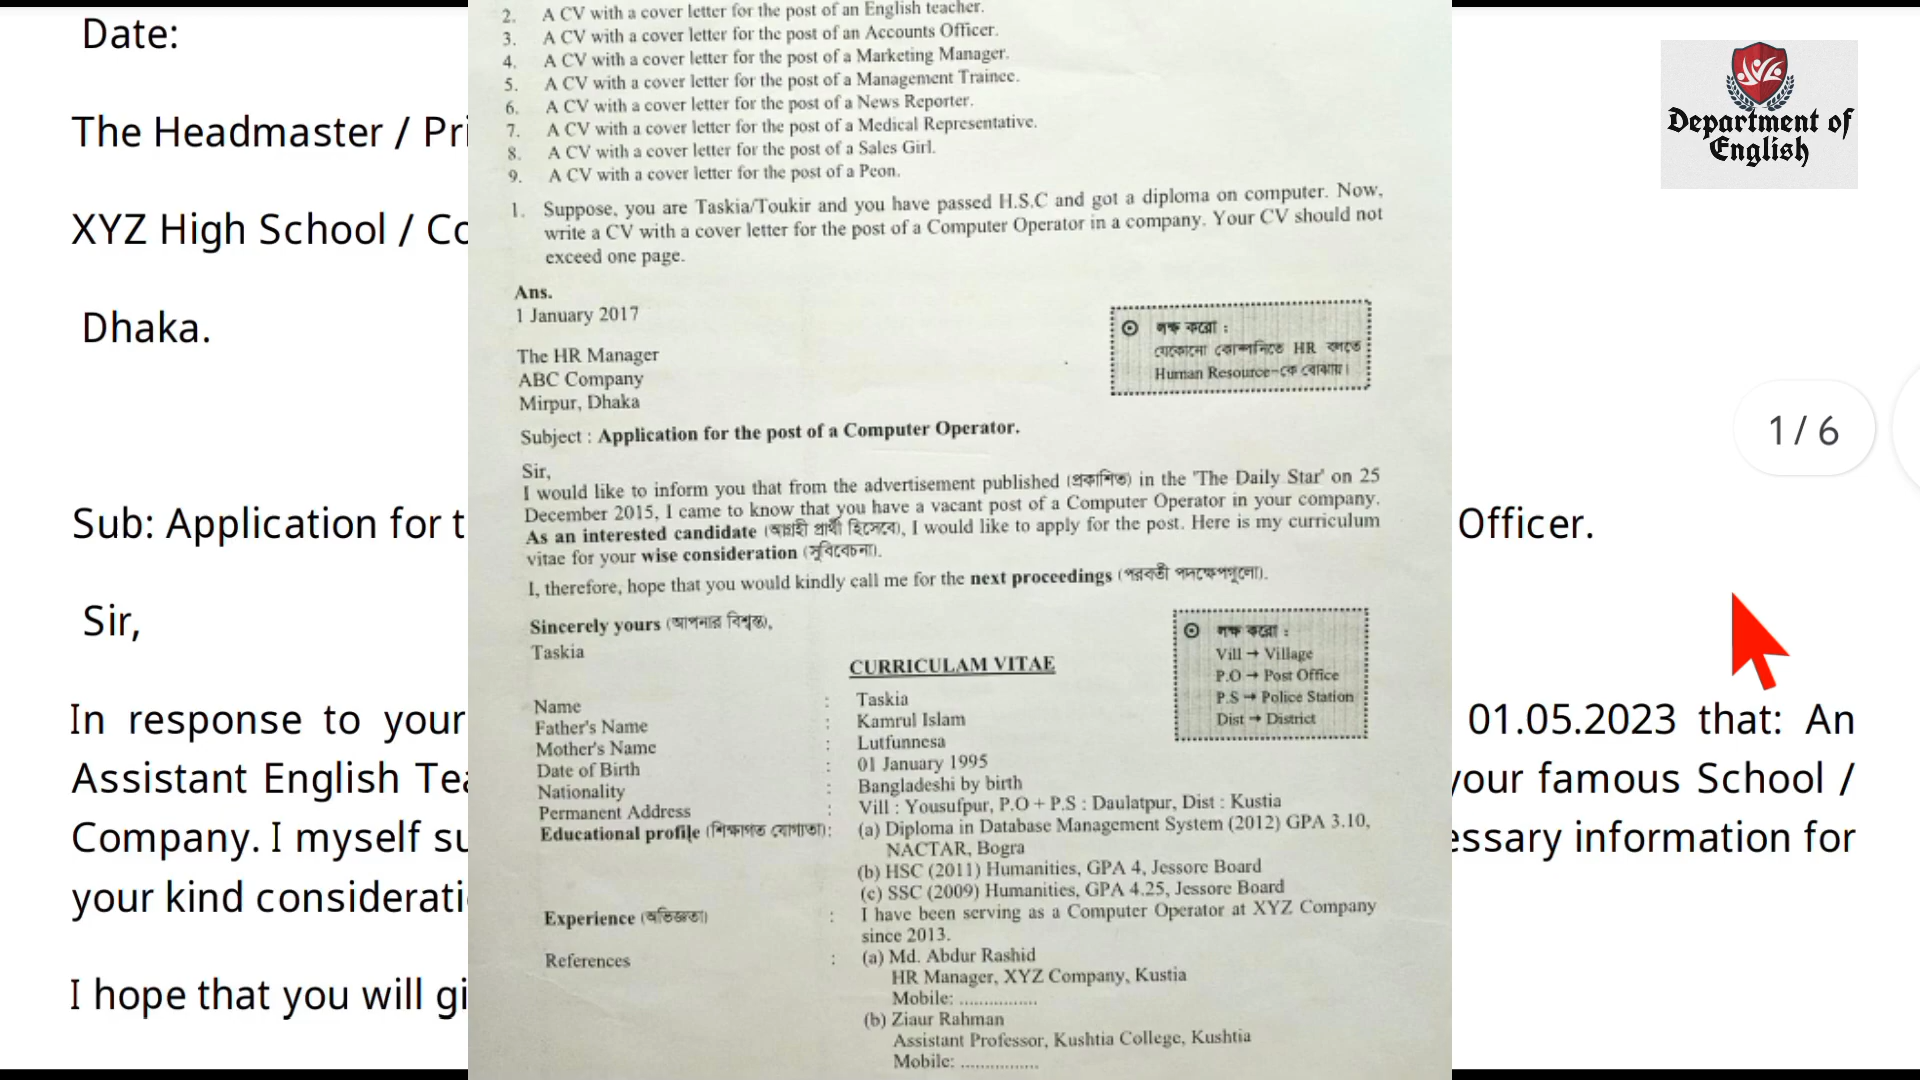 Date:
The Headmaster / Pri
XYZ High School / Co
Dhaka.
Sub: Application for t
Officer.
Sir,
In response to your
01.05.2023 that: An
Assistant English Tea
your famous School /
Company. I myself su
essary information for
your kind considerati
I hope that you will gi
2. A CV with a cover letter for the post of an English teacher.
3. A CV with a cover letter for the post of an Accounts Officer.
4. A CV with a cover letter for the post of a Marketing Manager.
5. A CV with a cover letter for the post of a Management Trainee.
6. A CV with a cover letter for the post of a News Reporter.
7. A CV with a cover letter for the post of a Medical Representative.
8. A CV with a cover letter for the post of a Sales Girl.
9. A CV with a cover letter for the post of a Peon.
1. Suppose, you are Taskia/Toukir and you have passed H.S.C and got a diploma on computer. Now,
write a CV with a cover letter for the post of a Computer Operator in a company. Your CV should not
exceed one page.
Ans.
1 January 2017
The HR Manager
ABC Company
Mirpur, Dhaka
লক্ষ করো :
যেকোনো কোম্পানিতে HR বলতে
Human Resource-কে বোঝায়।
Subject : Application for the post of a Computer Operator.
Sir,
I would like to inform you that from the advertisement published (প্রকাশিত) in the 'The Daily Star' on 25
December 2015, I came to know that you have a vacant post of a Computer Operator in your company.
As an interested candidate (আগ্রহী প্রার্থী হিসেবে), I would like to apply for the post. Here is my curriculum
vitae for your wise consideration (সুবিবেচনা).
I, therefore, hope that you would kindly call me for the next proceedings (পরবর্তী পদক্ষেপগুলো).
Sincerely yours (আপনার বিশ্বস্ত),
Taskia
লক্ষ করো :
Vill → Village
P.O → Post Office
P.S → Police Station
Dist → District
CURRICULAM VITAE
Name : Taskia
Father's Name : Kamrul Islam
Mother's Name : Lutfunnesa
Date of Birth : 01 January 1995
Nationality : Bangladeshi by birth
Permanent Address : Vill : Yousufpur, P.O + P.S : Daulatpur, Dist : Kustia
Educational profile (শিক্ষাগত যোগ্যতা): (a) Diploma in Database Management System (2012) GPA 3.10,
NACTAR, Bogra
(b) HSC (2011) Humanities, GPA 4, Jessore Board
(c) SSC (2009) Humanities, GPA 4.25, Jessore Board
Experience (অভিজ্ঞতা) : I have been serving as a Computer Operator at XYZ Company
since 2013.
References : (a) Md. Abdur Rashid
HR Manager, XYZ Company, Kustia
Mobile: ................
(b) Ziaur Rahman
Assistant Professor, Kushtia College, Kushtia
Mobile: ................
Department of
English
1 / 6